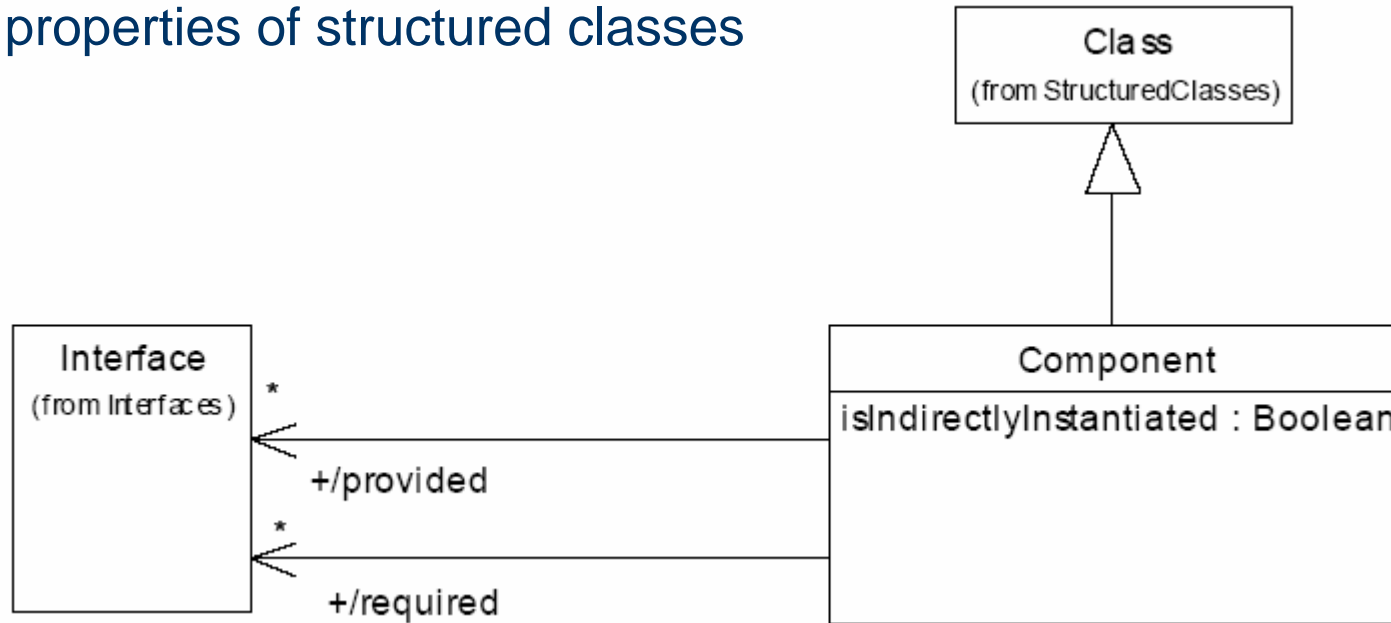 properties of structured classes
Class
(from StructuredClasses)
Interface
(from Interfaces)
*
+/provided
*
+/required
Component
isIndirectlyInstantiated : Boolean